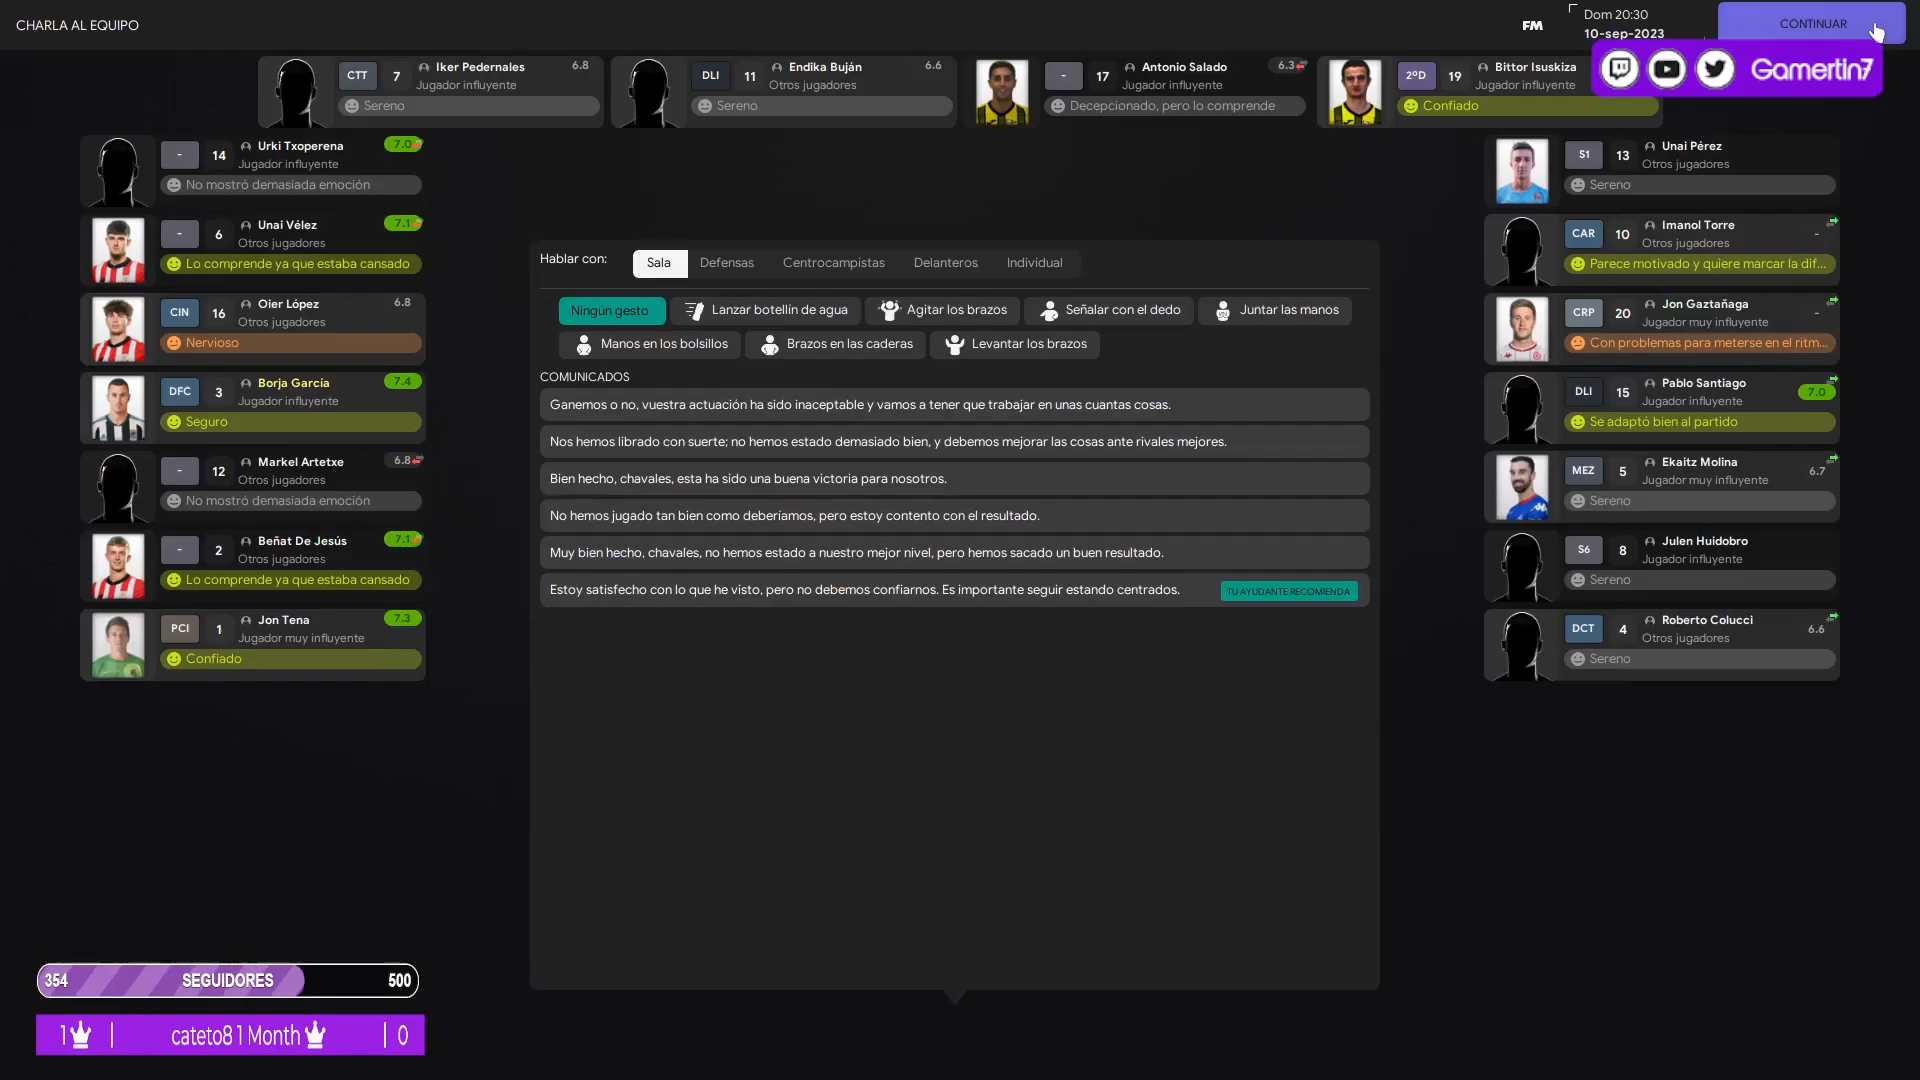 CHARLA AL EQUIPO
FM
Dom 20:30
10-sep-2023
CONTINUAR
Gamertin7
CTT 7 Iker Pedernales 6.8
Jugador influyente
Sereno
DLI 11 Endika Buján 6.6
Otros jugadores
Sereno
- 17 Antonio Salado 6.3
Jugador influyente
Decepcionado, pero lo comprende
2ºD 19 Bittor Isuskiza
Jugador influyente
Confiado
- 14 Urki Txoperena 7.0
Jugador influyente
No mostró demasiada emoción
- 6 Unai Vélez 7.1
Otros jugadores
Lo comprende ya que estaba cansado
CIN 16 Oier López 6.8
Otros jugadores
Nervioso
DFC 3 Borja García 7.4
Jugador influyente
Seguro
- 12 Markel Artetxe 6.8
Otros jugadores
No mostró demasiada emoción
- 2 Beñat De Jesús 7.1
Otros jugadores
Lo comprende ya que estaba cansado
PCI 1 Jon Tena 7.3
Jugador muy influyente
Confiado
Hablar con: Sala Defensas Centrocampistas Delanteros Individual
Ningún gesto Lanzar botellín de agua Agitar los brazos Señalar con el dedo Juntar las manos
Manos en los bolsillos Brazos en las caderas Levantar los brazos
COMUNICADOS
Ganemos o no, vuestra actuación ha sido inaceptable y vamos a tener que trabajar en unas cuantas cosas.
Nos hemos librado con suerte; no hemos estado demasiado bien, y debemos mejorar las cosas ante rivales mejores.
Bien hecho, chavales, esta ha sido una buena victoria para nosotros.
No hemos jugado tan bien como deberíamos, pero estoy contento con el resultado.
Muy bien hecho, chavales, no hemos estado a nuestro mejor nivel, pero hemos sacado un buen resultado.
Estoy satisfecho con lo que he visto, pero no debemos confiarnos. Es importante seguir estando centrados. TU AYUDANTE RECOMIENDA
S1 13 Unai Pérez
Otros jugadores
Sereno
CAR 10 Imanol Torre -
Otros jugadores
Parece motivado y quiere marcar la dif...
CRP 20 Jon Gaztañaga -
Jugador muy influyente
Con problemas para meterse en el ritm...
DLI 15 Pablo Santiago 7.0
Jugador influyente
Se adaptó bien al partido
MEZ 5 Ekaitz Molina 6.7
Jugador muy influyente
Sereno
S6 8 Julen Huidobro
Jugador influyente
Sereno
DCT 4 Roberto Colucci 6.6
Otros jugadores
Sereno
354 SEGUIDORES 500
1 cateto8 1 Month 0